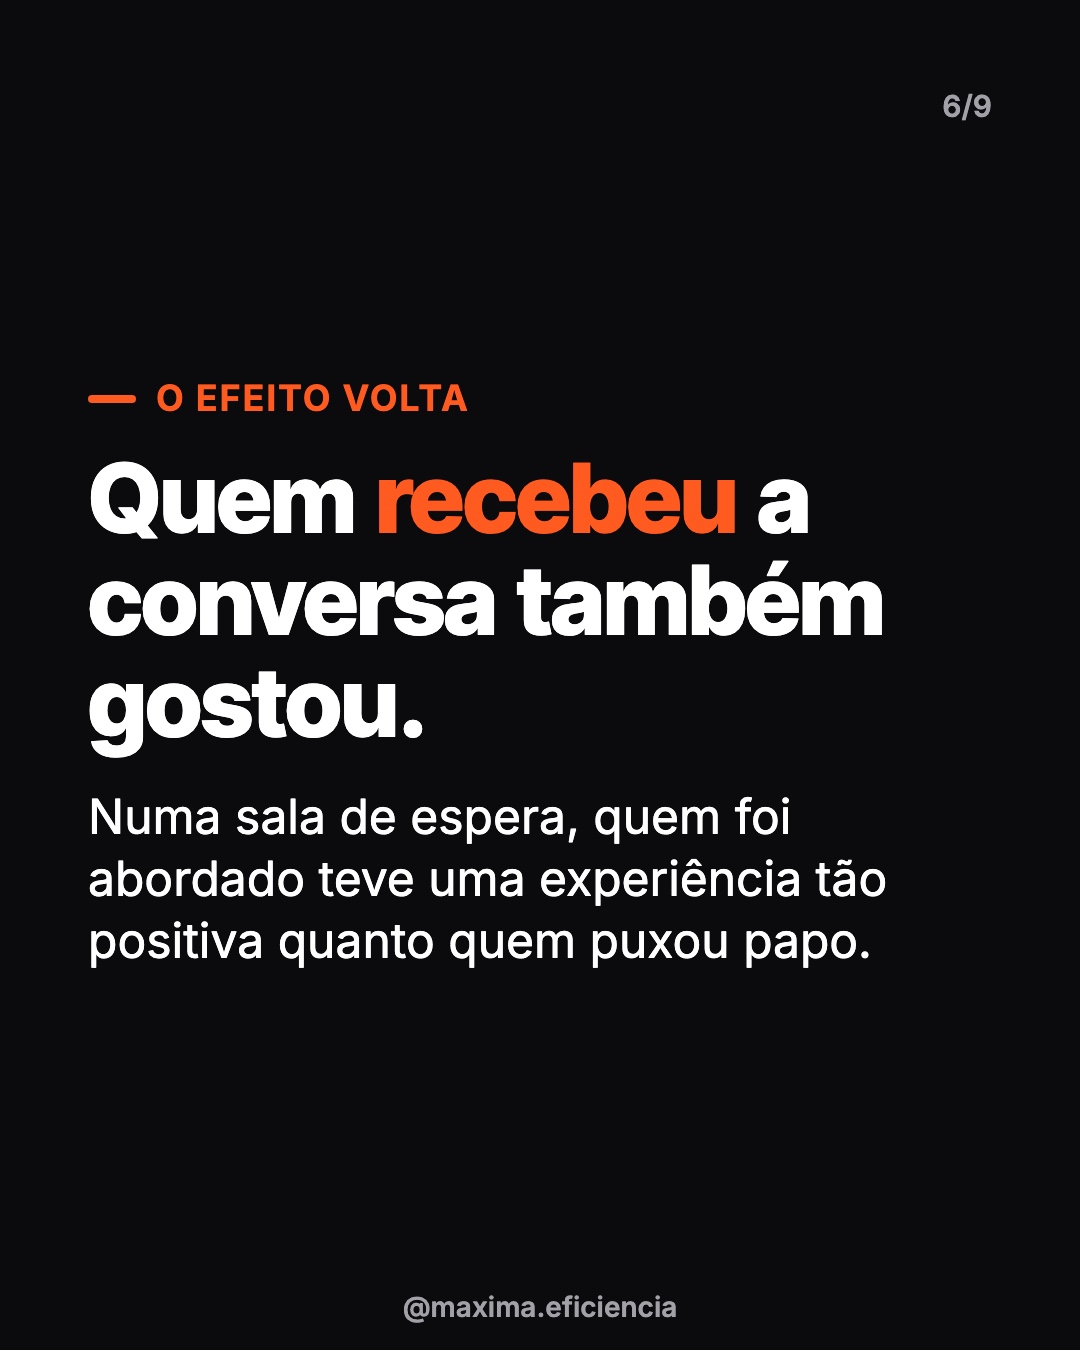 6/9
O EFEITO VOLTA
Quem recebeu a
conversa também
gostou.
Numa sala de espera, quem foi
abordado teve uma experiência tão
positiva quanto quem puxou papo.
@maxima.eficiencia